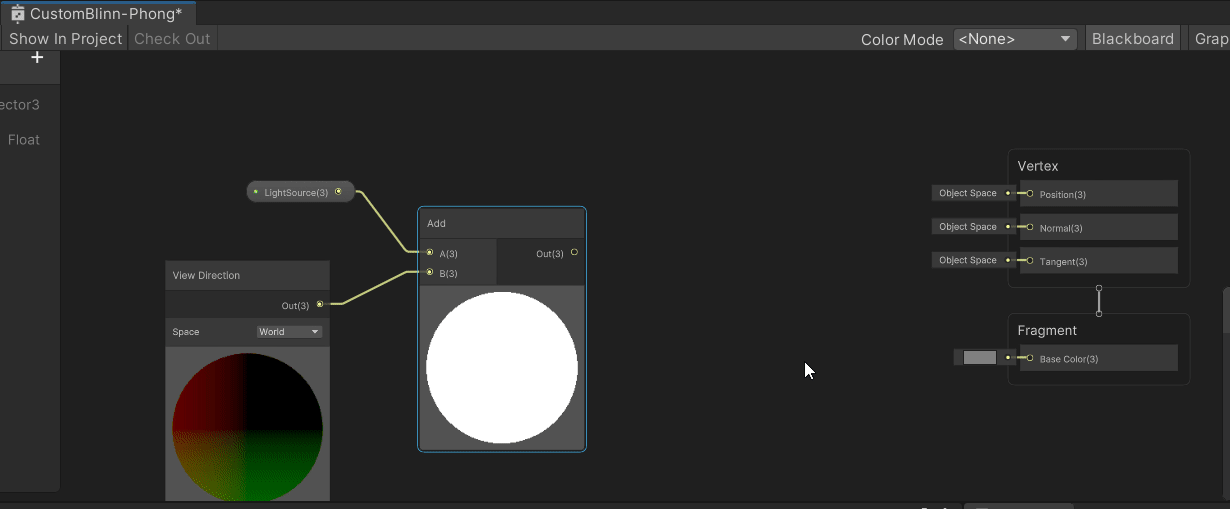 CustomBlinn-Phong*
Show In Project Check Out Color Mode <None> Blackboard Grap
+
ector3
Float
LightSource(3)
Add
A(3) Out(3)
B(3)
View Direction
Out(3)
Space World
Vertex
Object Space Position(3)
Object Space Normal(3)
Object Space Tangent(3)
Fragment
Base Color(3)